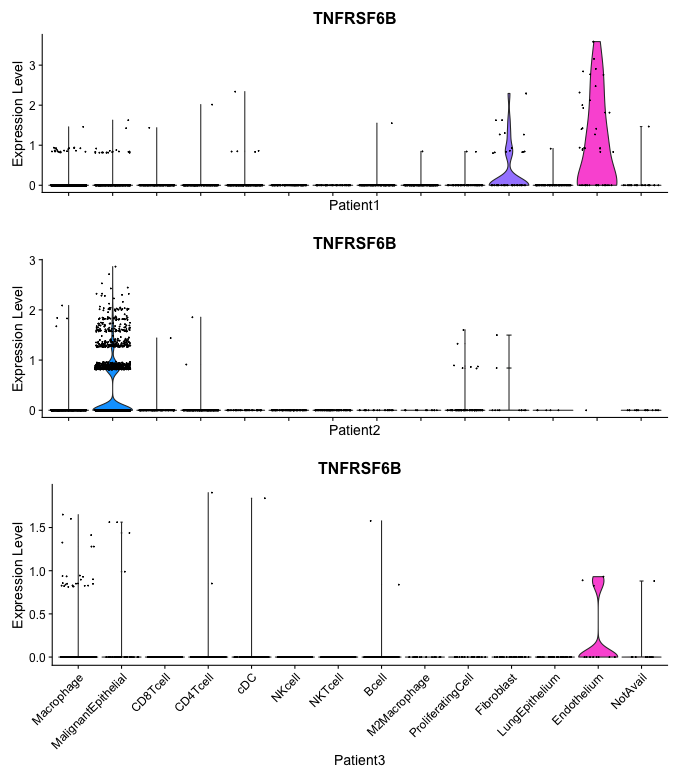 TNFRSF6B
Expression Level
3
2
1
0
Patient1
TNFRSF6B
Expression Level
3
2
1
0
Patient2
TNFRSF6B
Expression Level
1.5
1.0
0.5
0.0
Macrophage
MalignantEpithelial
CD8Tcell
CD4Tcell
cDC
NKcell
NKTcell
Bcell
M2Macrophage
ProliferatingCell
Fibroblast
LungEpithelium
Endothelium
NotAvail
Patient3